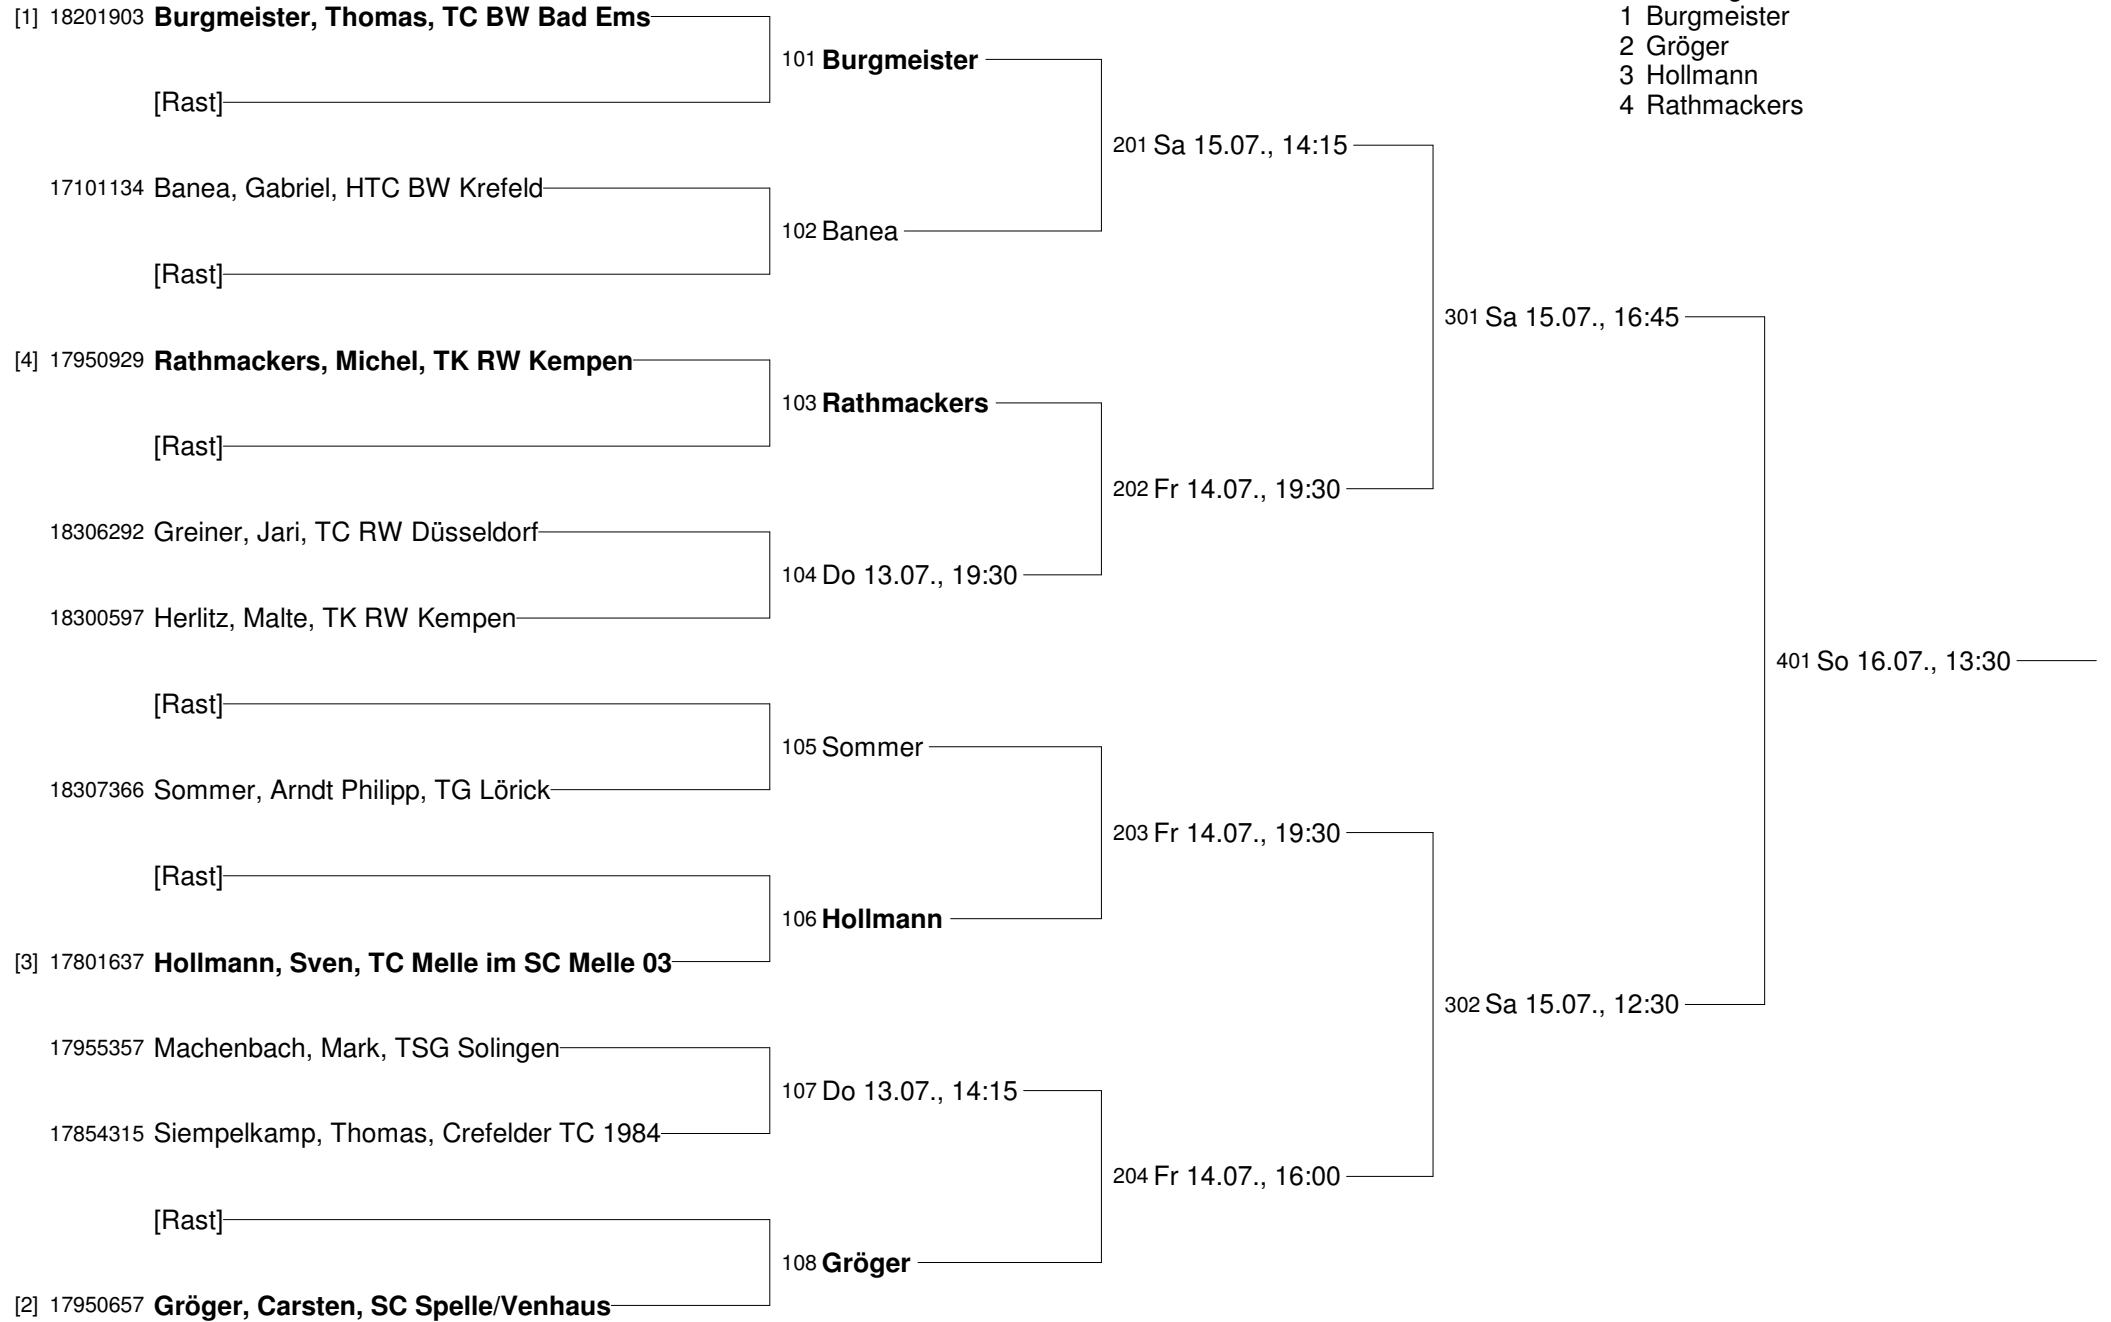 [1] 18201903 Burgmeister, Thomas, TC BW Bad Ems
1 Burgmeister
2 Gröger
3 Hollmann
4 Rathmackers
101 Burgmeister
[Rast]
201 Sa 15.07., 14:15
17101134 Banea, Gabriel, HTC BW Krefeld
102 Banea
[Rast]
301 Sa 15.07., 16:45
[4] 17950929 Rathmackers, Michel, TK RW Kempen
103 Rathmackers
[Rast]
202 Fr 14.07., 19:30
18306292 Greiner, Jari, TC RW Düsseldorf
104 Do 13.07., 19:30
18300597 Herlitz, Malte, TK RW Kempen
401 So 16.07., 13:30
[Rast]
105 Sommer
18307366 Sommer, Arndt Philipp, TG Lörick
203 Fr 14.07., 19:30
[Rast]
106 Hollmann
[3] 17801637 Hollmann, Sven, TC Melle im SC Melle 03
302 Sa 15.07., 12:30
17955357 Machenbach, Mark, TSG Solingen
107 Do 13.07., 14:15
17854315 Siempelkamp, Thomas, Crefelder TC 1984
204 Fr 14.07., 16:00
[Rast]
108 Gröger
[2] 17950657 Gröger, Carsten, SC Spelle/Venhaus